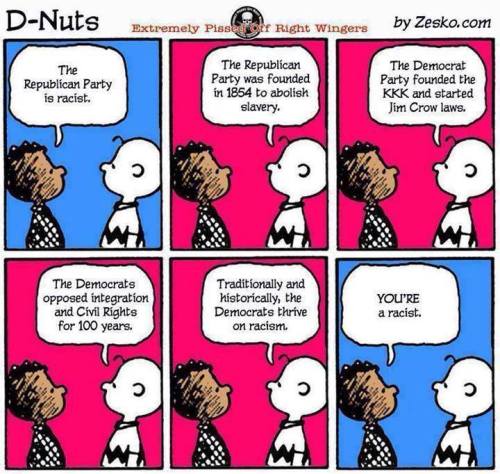 D-Nuts
Extremely Pissed Off Right Wingers
by Zesko.com
The
Republican Party
is racist.
The Republican
Party was founded
in 1854 to abolish
slavery.
The Democrat
Party founded the
KKK and started
Jim Crow laws.
The Democrats
opposed integration
and Civil Rights
for 100 years.
Traditionally and
historically, the
Democrats thrive
on racism.
YOU'RE
a racist.